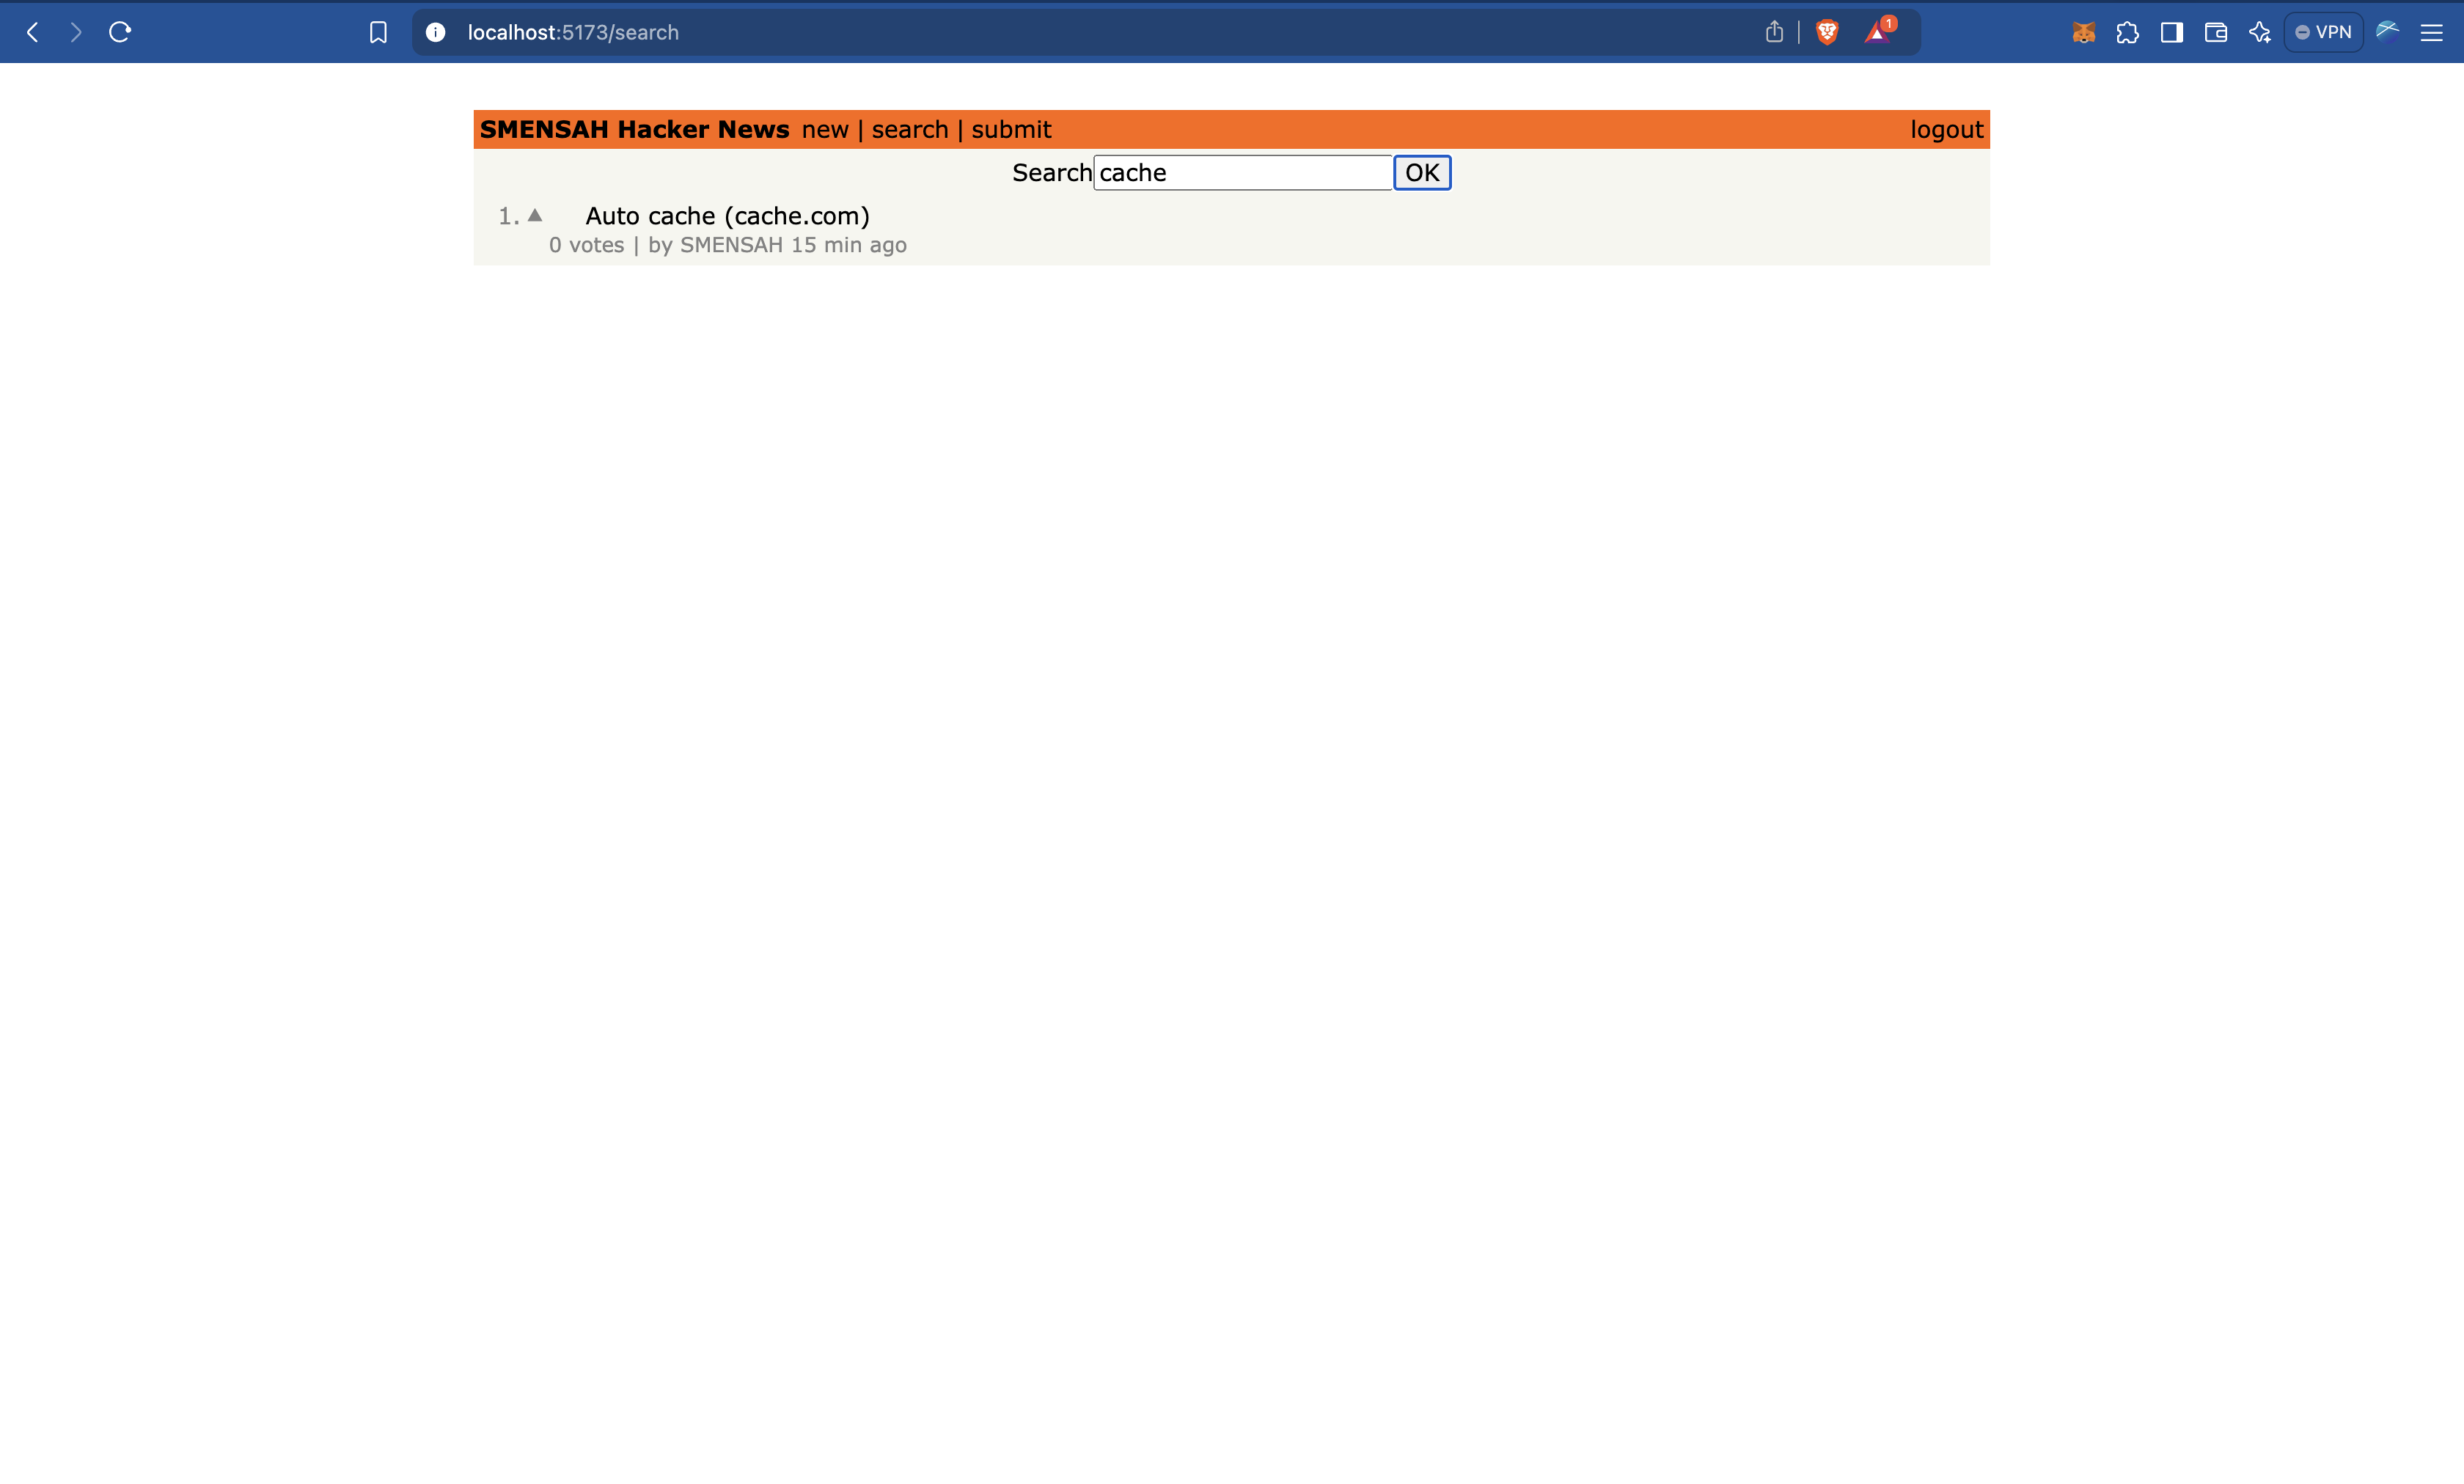 localhost:5173/search
1
VPN
SMENSAH Hacker News new | search | submit logout
Search cache OK
1. ▲ Auto cache (cache.com)
0 votes | by SMENSAH 15 min ago